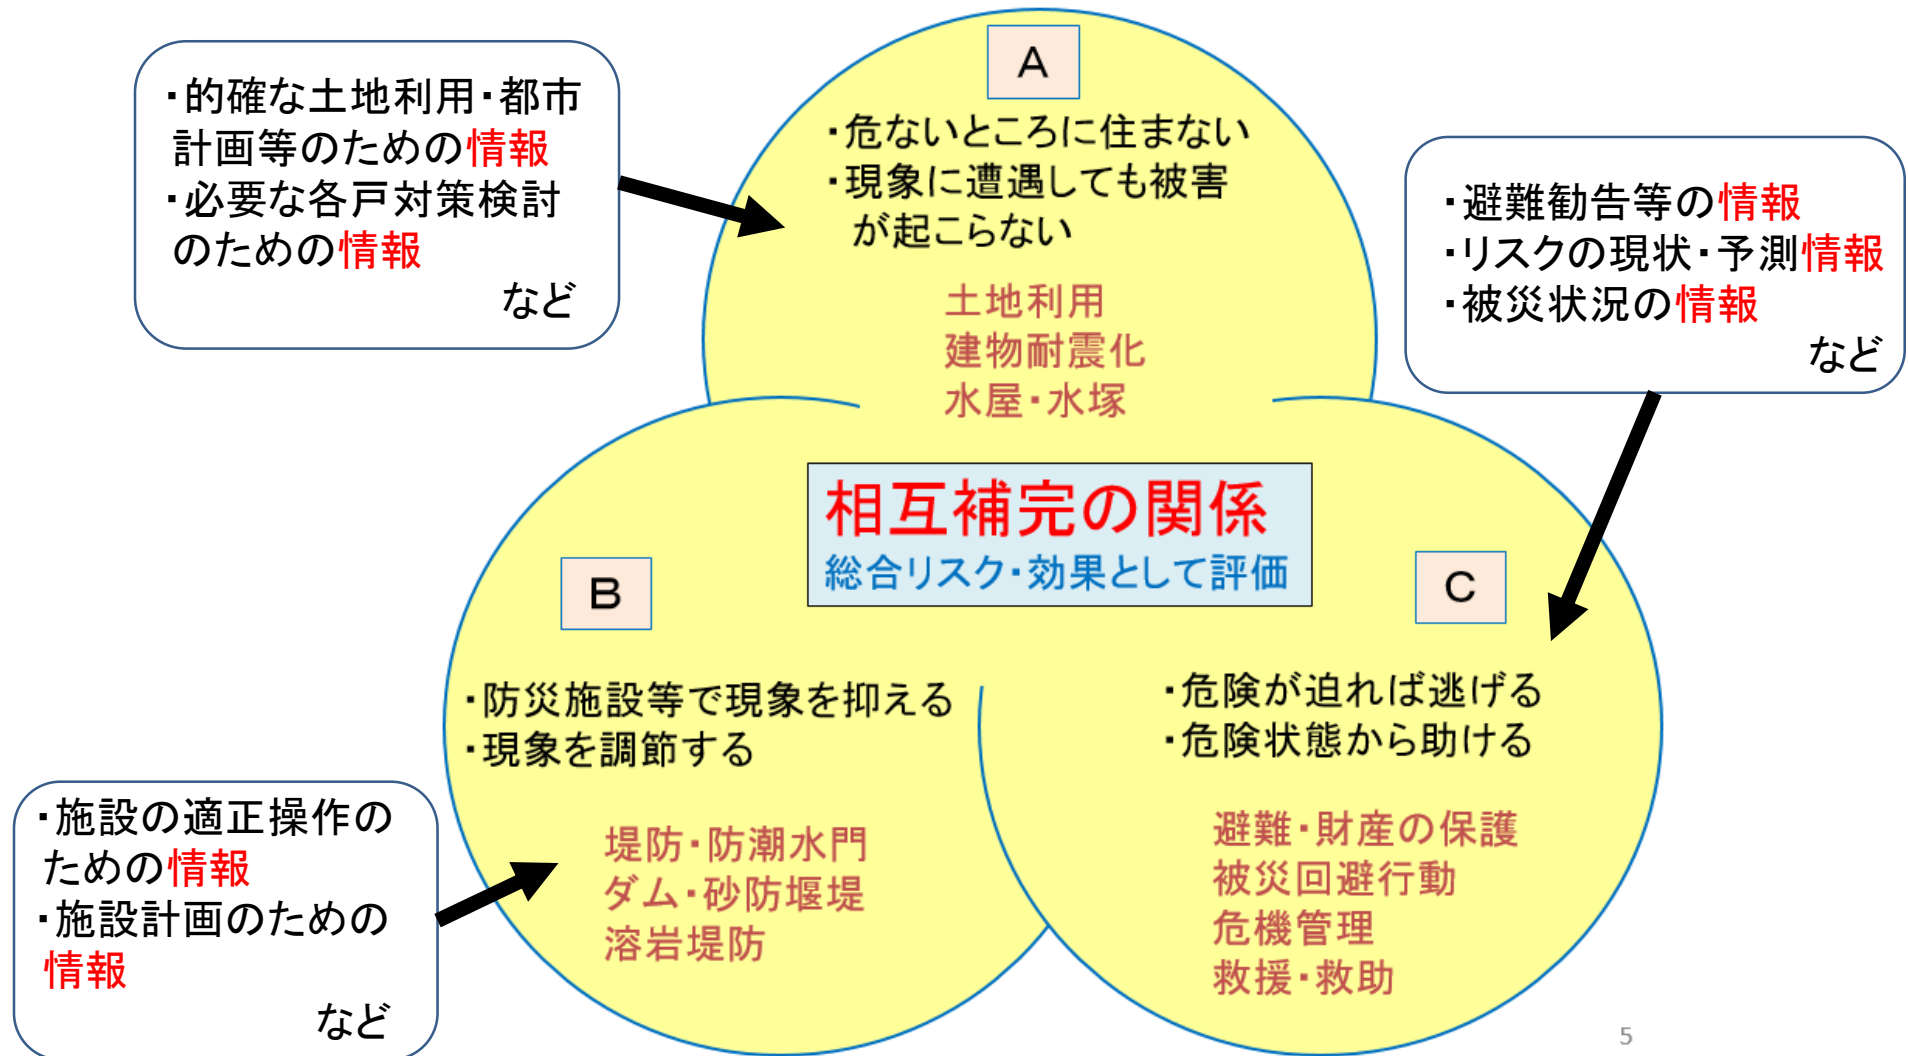 ・的確な土地利用・都市
計画等のための情報
・必要な各戸対策検討
のための情報
など
A
・危ないところに住まない
・現象に遭遇しても被害
が起こらない
土地利用
建物耐震化
水屋・水塚
・避難勧告等の情報
・リスクの現状・予測情報
・被災状況の情報
など
相互補完の関係
総合リスク・効果として評価
B
・防災施設等で現象を抑える
・現象を調節する
堤防・防潮水門
ダム・砂防堰堤
溶岩堤防
C
・危険が迫れば逃げる
・危険状態から助ける
避難・財産の保護
被災回避行動
危機管理
救援・救助
・施設の適正操作の
ための情報
・施設計画のための
情報
など
5